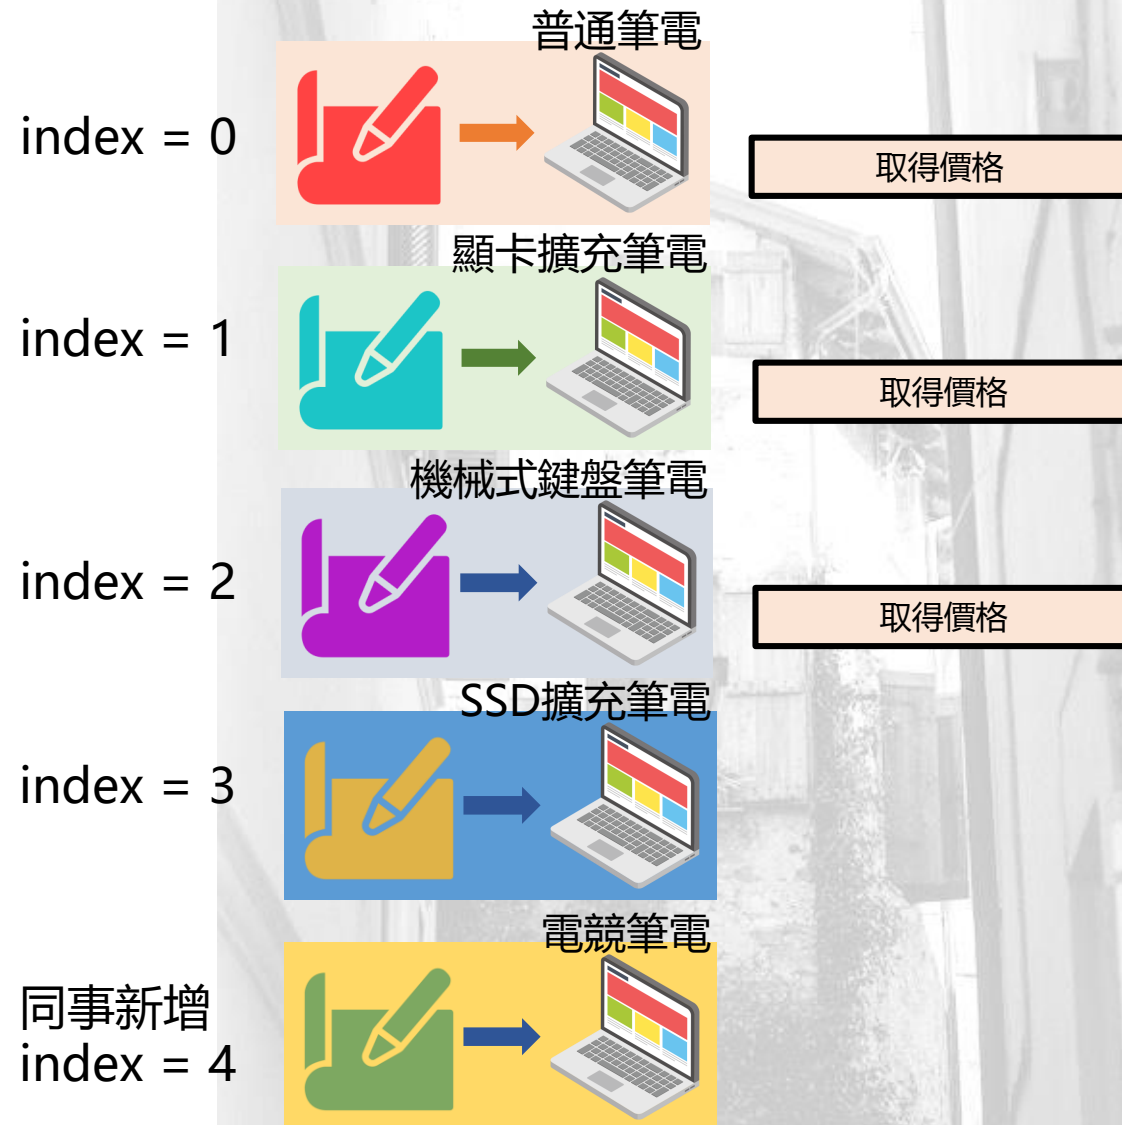 普通筆電
index = 0
取得價格
顯卡擴充筆電
index = 1
取得價格
機械式鍵盤筆電
index = 2
取得價格
SSD擴充筆電
index = 3
電競筆電
同事新增
index = 4